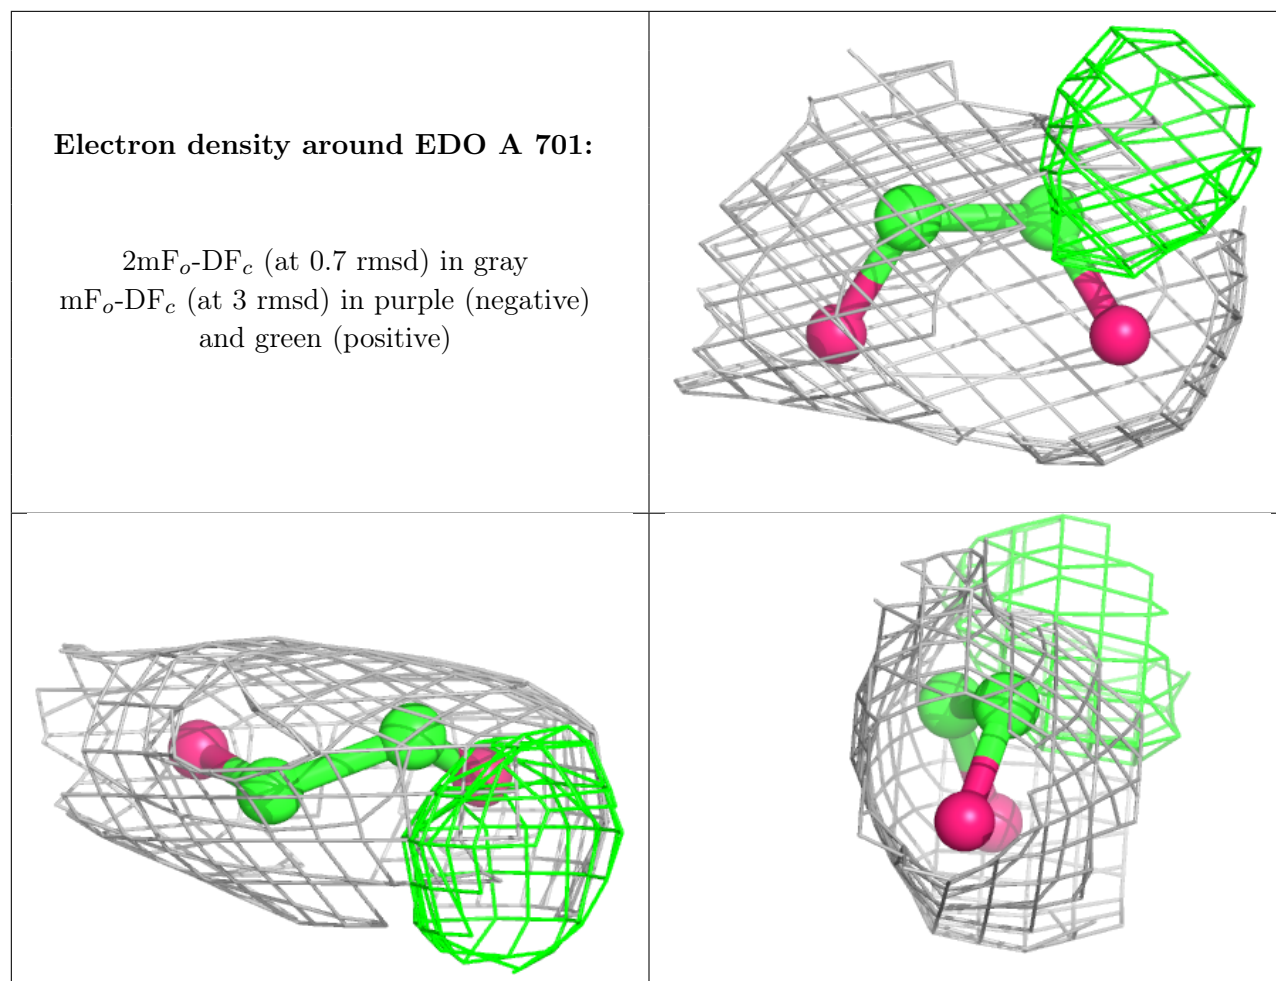 Electron density around EDO A 701:
2mFo-DFc (at 0.7 rmsd) in gray
mFo-DFc (at 3 rmsd) in purple (negative)
and green (positive)